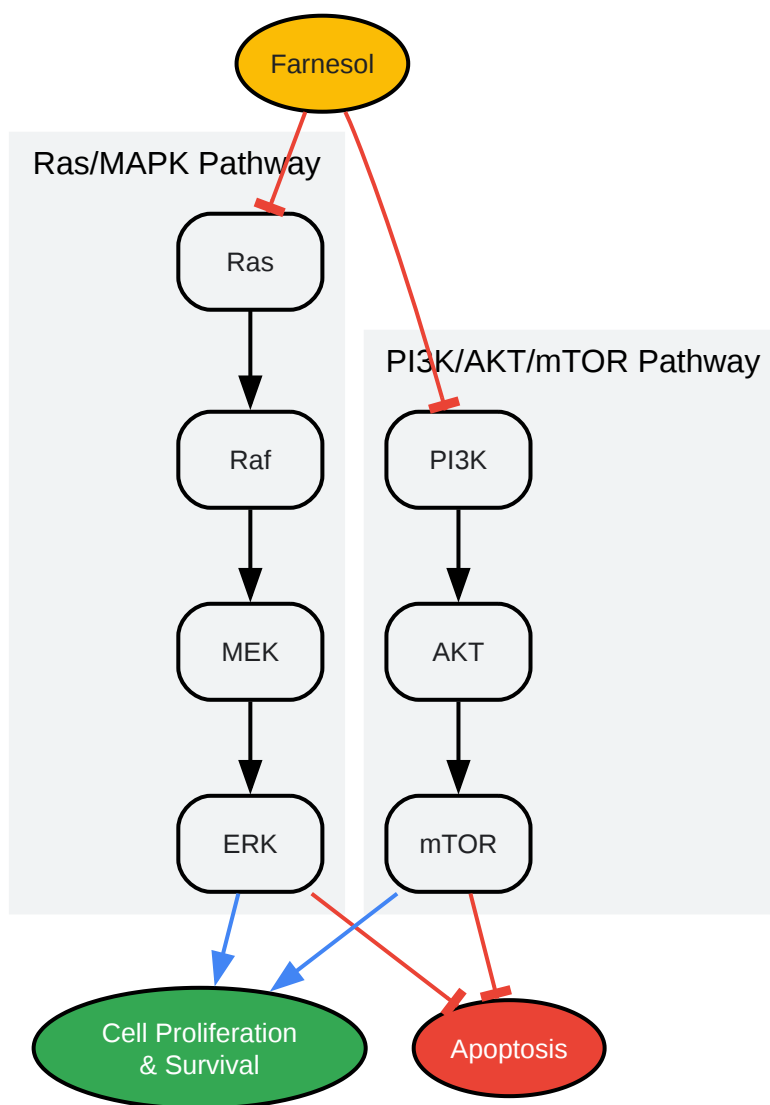 Farnesol
Ras/MAPK Pathway
Ras
PI3K/AKT/mTOR Pathway
Raf
PI3K
MEK
AKT
ERK
mTOR
Cell Proliferation
& Survival
Apoptosis